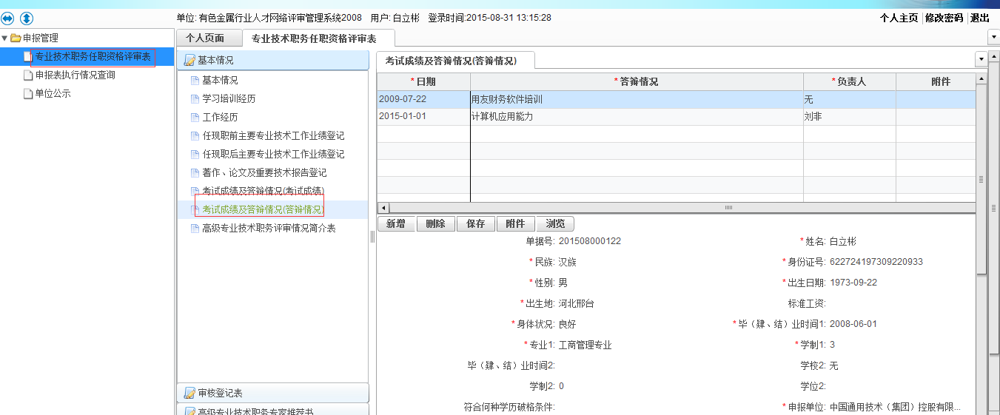 单位: 有色金属行业人才网络评审管理系统2008 用户: 白立彬 登录时间:2015-08-31 13:15:28
个人主页 修改密码 退出
申报管理
专业技术职务任职资格评审表
申报表执行情况查询
单位公示
个人页面
专业技术职务任职资格评审表
基本情况
基本情况
学习培训经历
工作经历
任现职前主要专业技术工作业绩登记
任现职后主要专业技术工作业绩登记
著作、论文及重要技术报告登记
考试成绩及答辩情况(考试成绩)
考试成绩及答辩情况(答辩情况)
高级专业技术职务评审情况简介表
审核登记表
高级专业技术职务专家推荐书
考试成绩及答辩情况(答辩情况)
*日期 *答辩情况 *负责人 附件
2009-07-22 用友财务软件培训 无
2015-01-01 计算机应用能力 刘非
新增 删除 保存 附件 浏览
单据号: 201508000122 *姓名: 白立彬
*民族: 汉族 *身份证号: 622724197309220933
*性别: 男 *出生日期: 1973-09-22
*出生地: 河北邢台 标准工资:
*身体状况: 良好 *毕（肄、结）业时间1: 2008-06-01
*专业1: 工商管理专业 *学制1: 3
毕（肄、结）业时间2: 学校2: 无
学制2: 0 学位2:
符合何种学历破格条件: *申报单位: 中国通用技术（集团）控股有限...